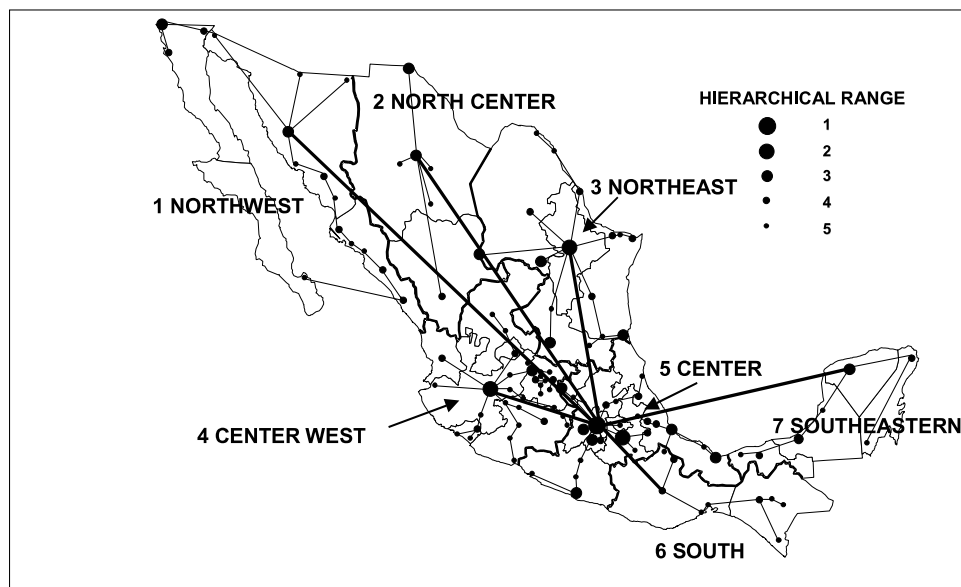 2 NORTH CENTER
HIERARCHICAL RANGE
1
2
3
4
5
3 NORTHEAST
1 NORTHWEST
5 CENTER
4 CENTER WEST
7 SOUTHEASTERN
6 SOUTH